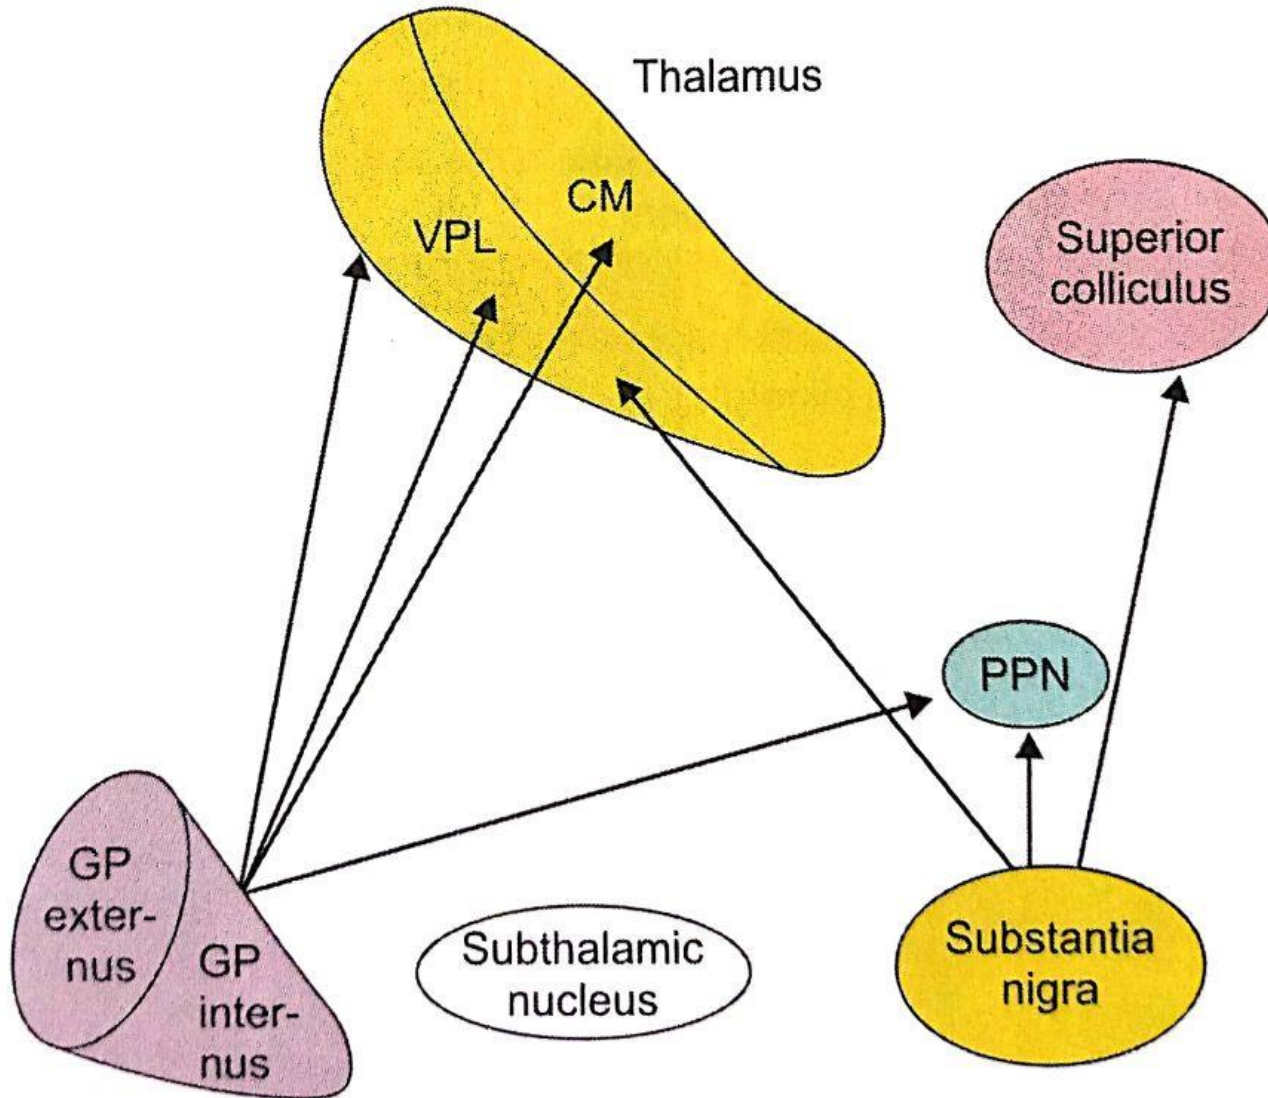 Thalamus
CM
VPL
Superior
colliculus
PPN
GP
exter-
nus
GP
inter-
nus
Subthalamic
nucleus
Substantia
nigra